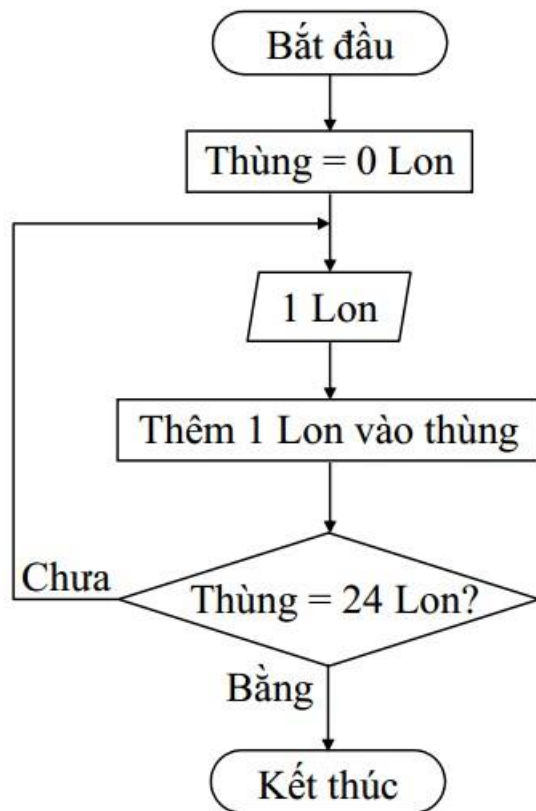 Bắt đầu
Thùng = 0 Lon
1 Lon
Thêm 1 Lon vào thùng
Chưa
Thùng = 24 Lon?
Bằng
Kết thúc